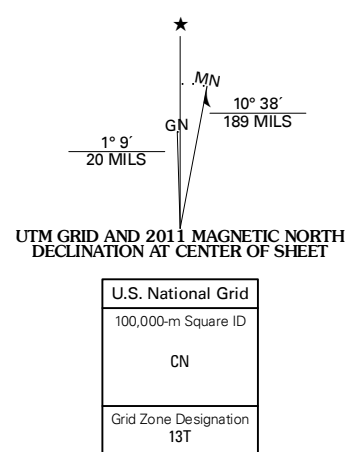 ★
MN
GN
10° 38´
189 MILS
1° 9´
20 MILS
UTM GRID AND 2011 MAGNETIC NORTH
DECLINATION AT CENTER OF SHEET
U.S. National Grid
100,000-m Square ID
CN
Grid Zone Designation
13T